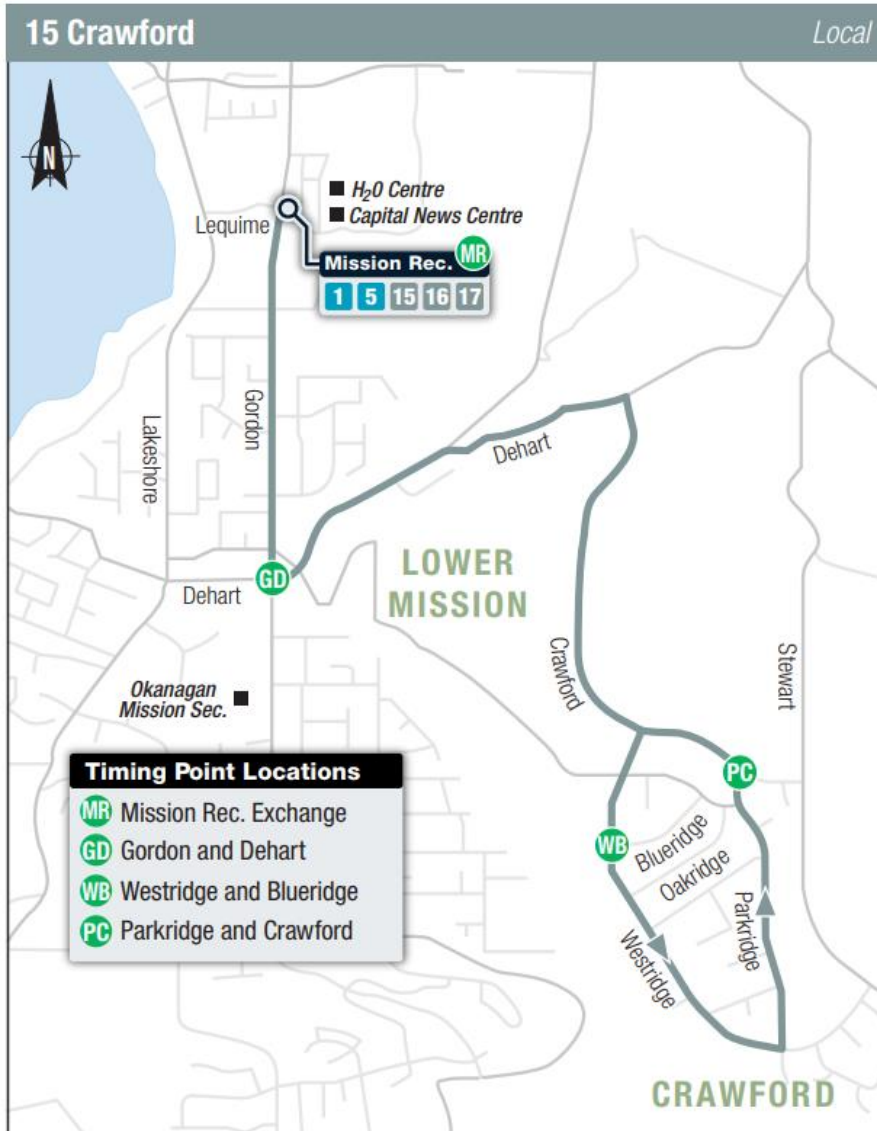 15 Crawford
Local
N
H₂O Centre
Capital News Centre
Lequime
Mission Rec.
MR
1 5 15 16 17
Gordon
Lakeshore
Dehart
LOWER
MISSION
GD
Dehart
Crawford
Stewart
Okanagan
Mission Sec.
PC
WB
Blueridge
Oakridge
Parkridge
Westridge
CRAWFORD
Timing Point Locations
MR Mission Rec. Exchange
GD Gordon and Dehart
WB Westridge and Blueridge
PC Parkridge and Crawford